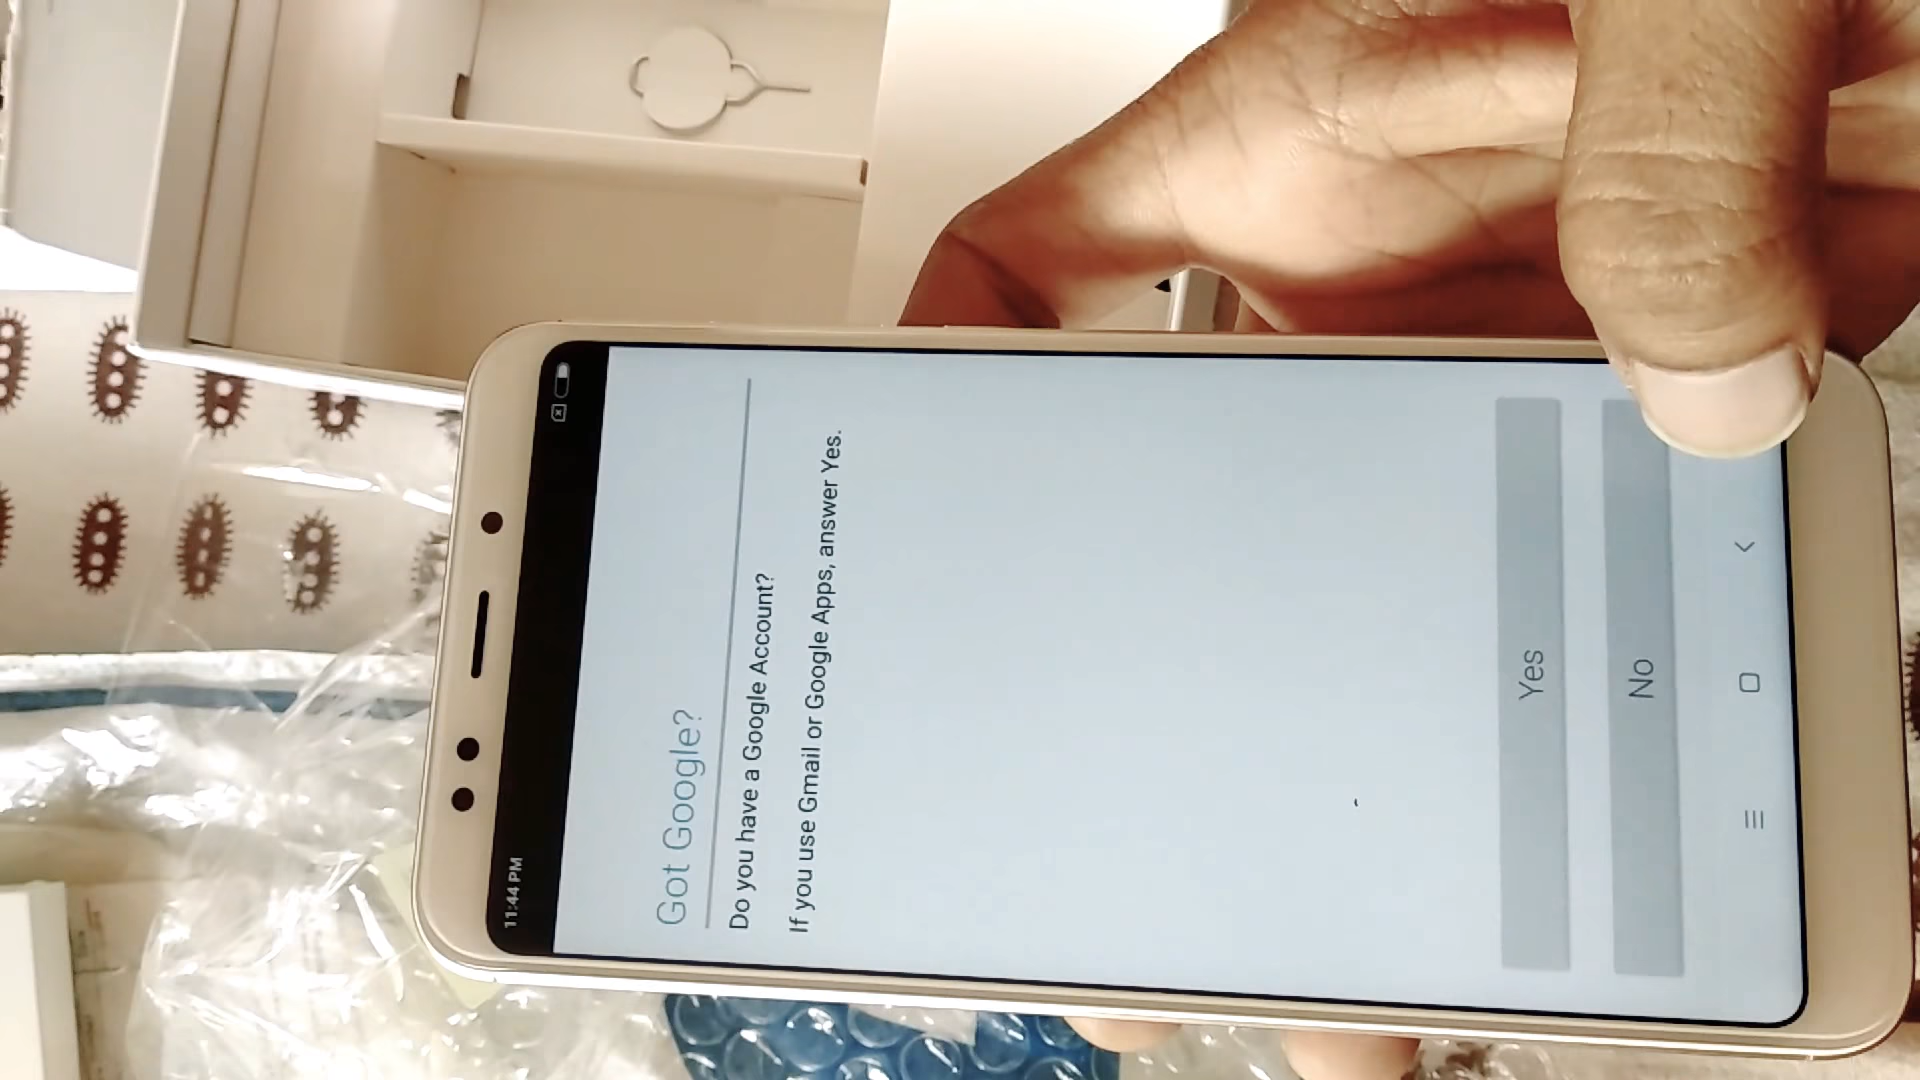 11:44 PM
Got Google?
Do you have a Google Account?
If you use Gmail or Google Apps, answer Yes.
Yes
No